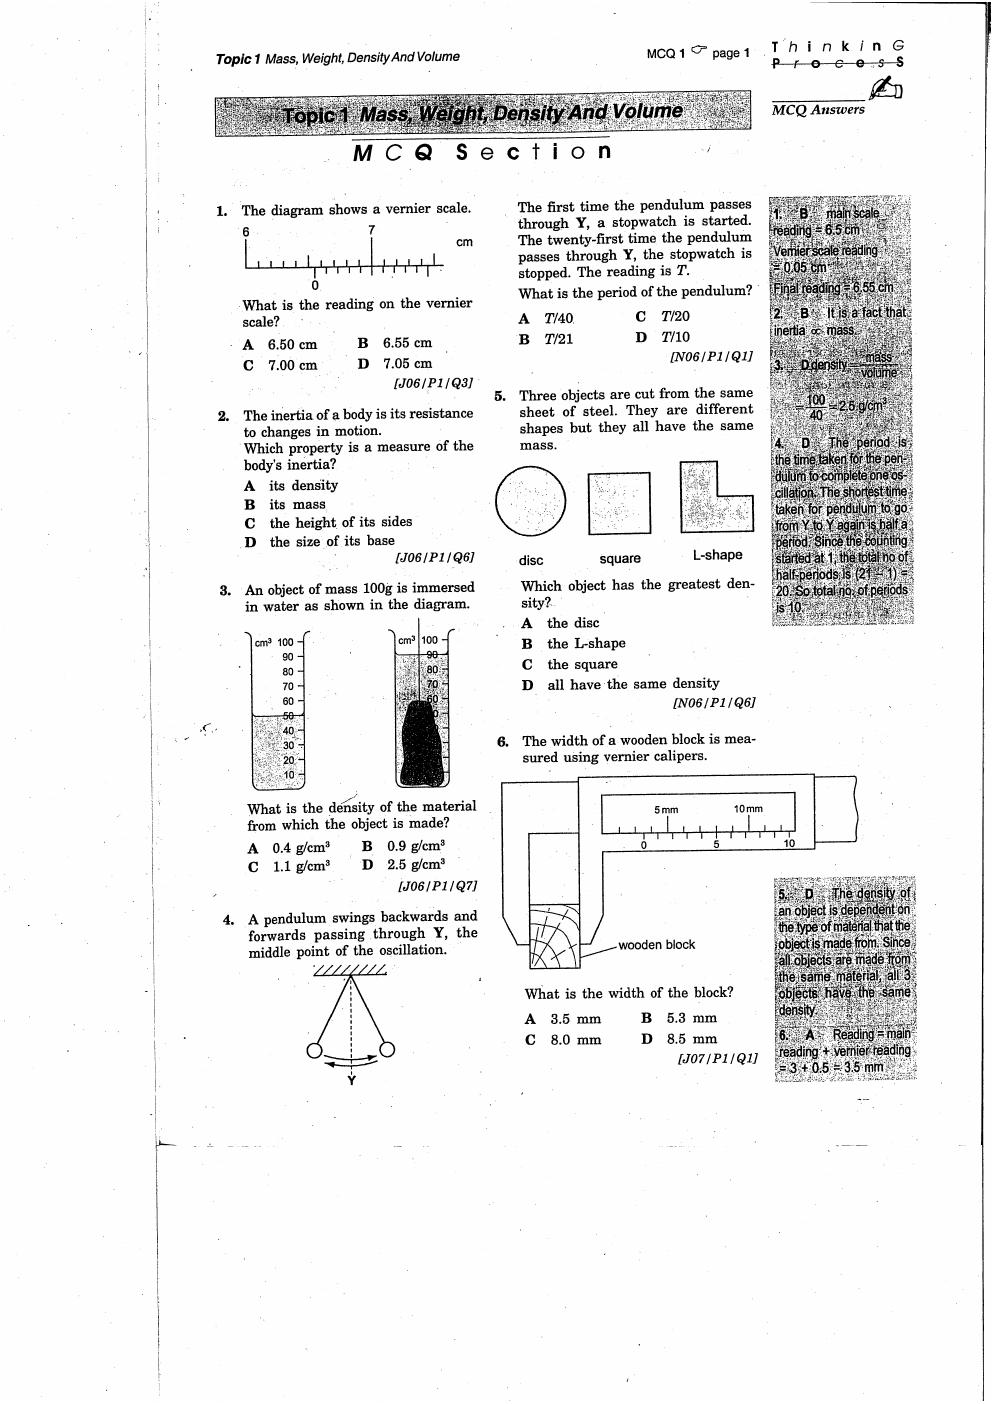 Topic 1 Mass, Weight, Density And Volume
MCQ 1 ☞ page 1
ThinkinG
ProcesS
MCQ Answers
Topic 1 Mass, Weight, Density And Volume
MCQ Section
1. The diagram shows a vernier scale.
6 7
cm
0
What is the reading on the vernier
scale?
A 6.50 cm B 6.55 cm
C 7.00 cm D 7.05 cm
[J06/P1/Q3]
2. The inertia of a body is its resistance
to changes in motion.
Which property is a measure of the
body's inertia?
A its density
B its mass
C the height of its sides
D the size of its base
[J06/P1/Q6]
3. An object of mass 100g is immersed
in water as shown in the diagram.
cm³ 100
90
80
70
60
50
40
30
20
10
cm³ 100
90
80
70
60
What is the density of the material
from which the object is made?
A 0.4 g/cm³ B 0.9 g/cm³
C 1.1 g/cm³ D 2.5 g/cm³
[J06/P1/Q7]
4. A pendulum swings backwards and
forwards passing through Y, the
middle point of the oscillation.
Y
The first time the pendulum passes
through Y, a stopwatch is started.
The twenty-first time the pendulum
passes through Y, the stopwatch is
stopped. The reading is T.
What is the period of the pendulum?
A T/40 C T/20
B T/21 D T/10
[N06/P1/Q1]
5. Three objects are cut from the same
sheet of steel. They are different
shapes but they all have the same
mass.
disc square L-shape
Which object has the greatest den-
sity?
A the disc
B the L-shape
C the square
D all have the same density
[N06/P1/Q6]
6. The width of a wooden block is mea-
sured using vernier calipers.
5mm 10mm
0 5 10
wooden block
What is the width of the block?
A 3.5 mm B 5.3 mm
C 8.0 mm D 8.5 mm
[J07/P1/Q1]
1. B main scale
reading = 6.5 cm
Vernier scale reading
= 0.05 cm
Final reading = 6.55 cm
2. B It is a fact that
inertia ∝ mass.
3. Density = mass
volume
= 100
40 = 2.5 g/cm³
4. D The period is
the time taken for the pen-
dulum to complete one os-
cillation. The shortest time
taken for pendulum to go
from Y to Y again is half a
period. Since the counting
started at 1, the total no of
half-periods is (21 – 1) =
20. So total no. of periods
is 10.
5. D The density of
an object is dependent on
the type of material that the
object is made from. Since
all objects are made from
the same material, all 3
objects have the same
density.
6. A Reading = main
reading + vernier reading
= 3 + 0.5 = 3.5 mm